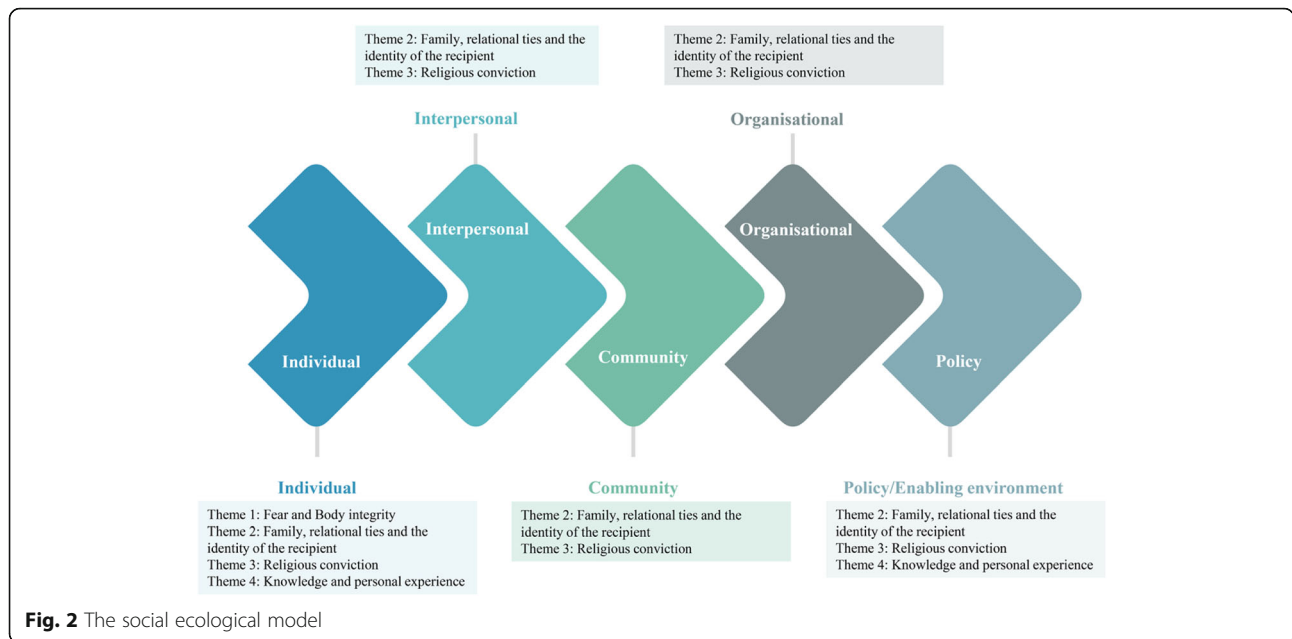 Theme 2: Family, relational ties and the
identity of the recipient
Theme 3: Religious conviction
Theme 2: Family, relational ties and the
identity of the recipient
Theme 3: Religious conviction
Interpersonal
Organisational
Interpersonal
Organisational
Individual
Community
Policy
Individual
Theme 1: Fear and Body integrity
Theme 2: Family, relational ties and the
identity of the recipient
Theme 3: Religious conviction
Theme 4: Knowledge and personal experience
Community
Theme 2: Family, relational ties and the
identity of the recipient
Theme 3: Religious conviction
Policy/Enabling environment
Theme 2: Family, relational ties and the
identity of the recipient
Theme 3: Religious conviction
Theme 4: Knowledge and personal experience
Fig. 2 The social ecological model